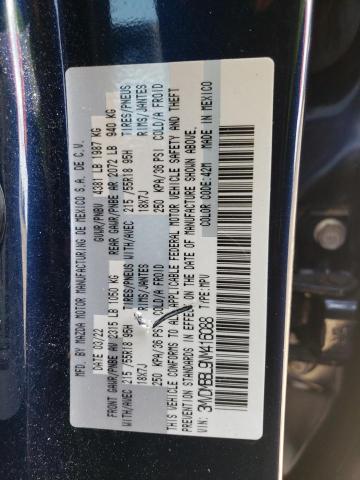 MFD. BY MAZDA MOTOR MANUFACTURING DE MEXICO S.A. DE C.V.
DATE 03/22 GVWR/PNBV 4381 LB 1987 KG
FRONT GAWR/PNBE AV 2315 LB 1050 KG REAR GAWR/PNBE AR 2072 LB 940 KG
WITH/AVEC 215/55R18 95H TIRES/PNEUS WITH/AVEC 215/55R18 95H TIRES/PNEUS
18X7J RIMS/JANTES 18X7J RIMS/JANTES
250 KPA/36 PSI COLD/A FROID 250 KPA/36 PSI COLD/A FROID
THIS VEHICLE CONFORMS TO ALL APPLICABLE FEDERAL MOTOR VEHICLE SAFETY AND THEFT
PREVENTION STANDARDS IN EFFECT ON THE DATE OF MANUFACTURE SHOWN ABOVE.
MADE IN MEXICO
VIN: TYPE:MPV COLOR CODE:42M